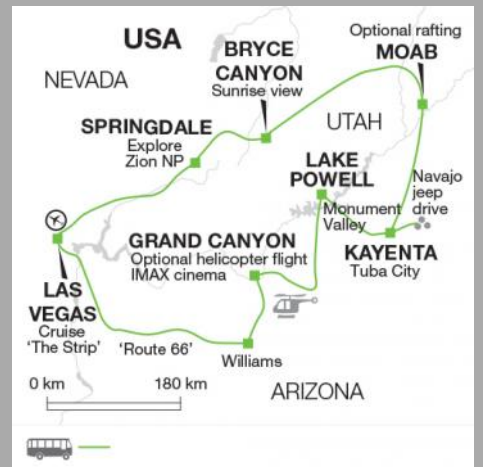 USA
NEVADA
BRYCE
CANYON
Sunrise view
Optional rafting
MOAB
SPRINGDALE
Explore
Zion NP
UTAH
LAKE
POWELL
Navajo
jeep
drive
Monument
Valley
KAYENTA
Tuba City
GRAND CANYON
Optional helicopter flight
IMAX cinema
LAS
VEGAS
Cruise
'The Strip'
'Route 66'
Williams
ARIZONA
0 km 180 km